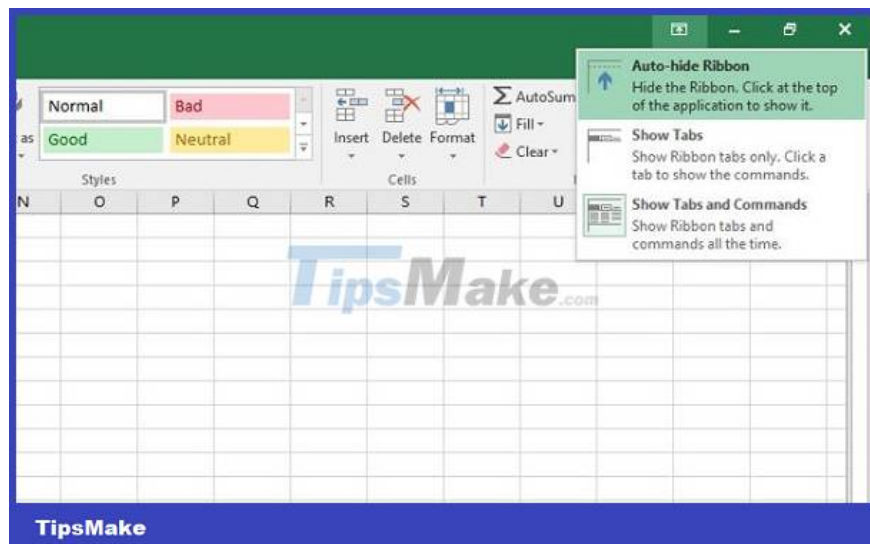 Auto-hide Ribbon
Hide the Ribbon. Click at the top
of the application to show it.
Show Tabs
Show Ribbon tabs only. Click a
tab to show the commands.
Show Tabs and Commands
Show Ribbon tabs and
commands all the time.
Normal Bad
as Good Neutral
Styles
Insert Delete Format
Cells
AutoSum
Fill
Clear
N O P Q R S T U
TipsMake.com
TipsMake